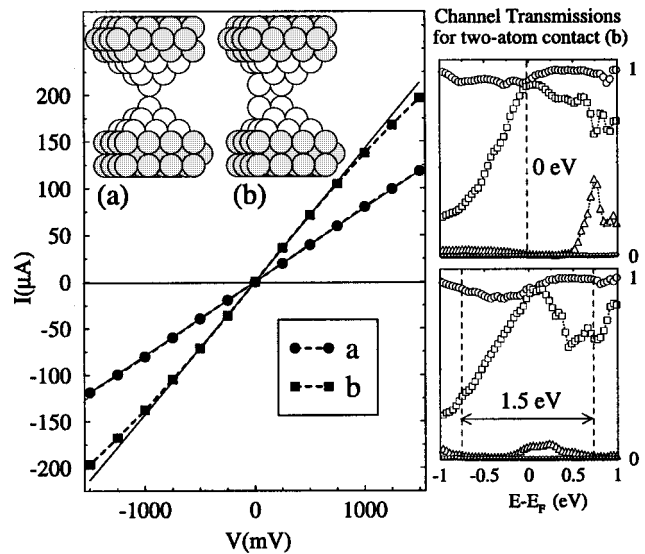 Channel Transmissions
for two-atom contact (b)
(a)
(b)
200
150
100
50
0
-50
-100
-150
-200
I(μA)
-1000
0
1000
V(mV)
a
b
1
0 eV
0
1
1.5 eV
0
-1
-0.5
0
0.5
1
E-E_F (eV)